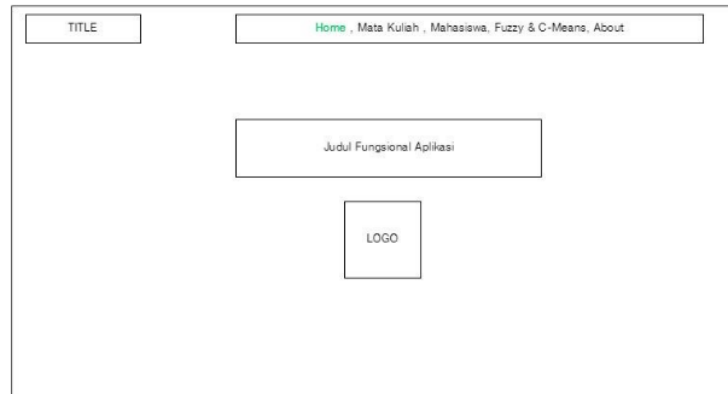 TITLE
Home , Mata Kuliah , Mahasiswa, Fuzzy & C-Means, About
Judul Fungsional Aplikasi
LOGO